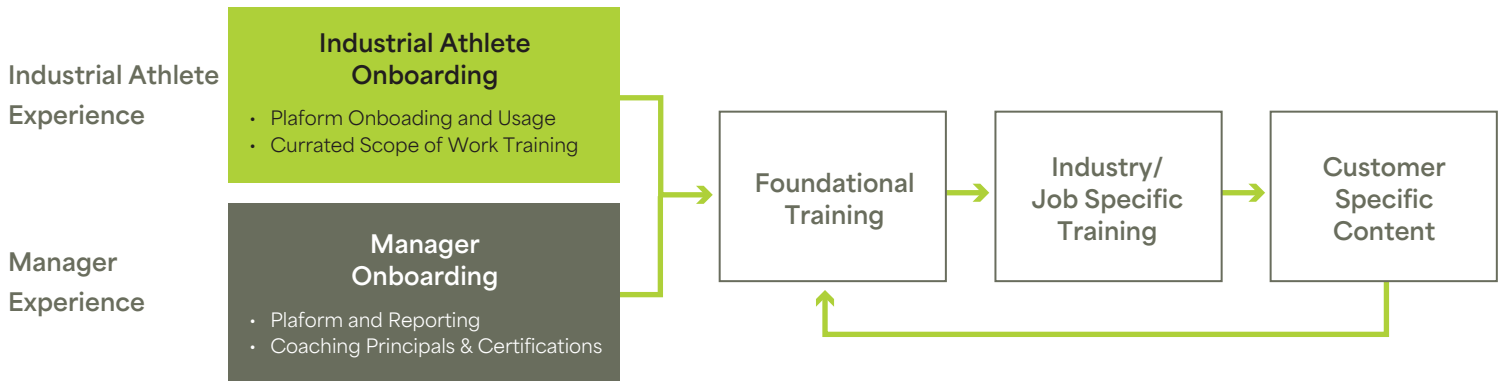 Industrial Athlete
Experience
Industrial Athlete
Onboarding
• Plaform Onboading and Usage
• Currated Scope of Work Training
Manager
Experience
Manager
Onboarding
• Plaform and Reporting
• Coaching Principals & Certifications
Foundational
Training
Industry/
Job Specific
Training
Customer
Specific
Content